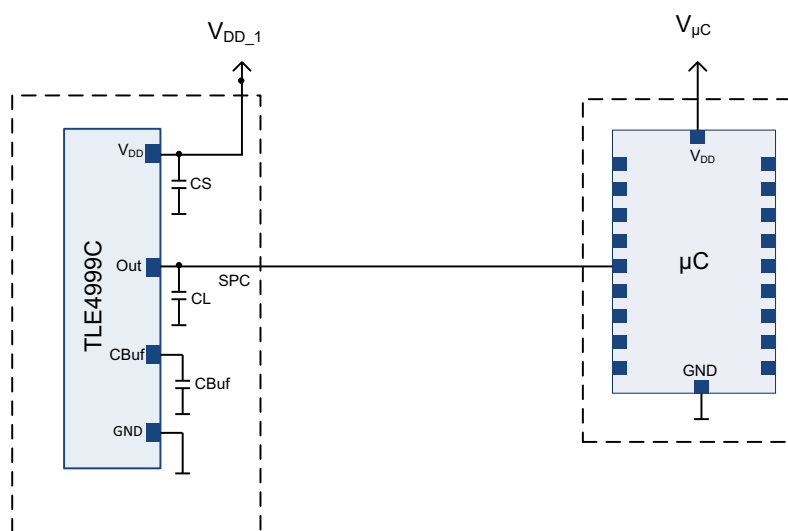 VDD_1
VµC
VDD
CS
Out
SPC
CL
CBuf
CBuf
GND
TLE4999C
VDD
µC
GND